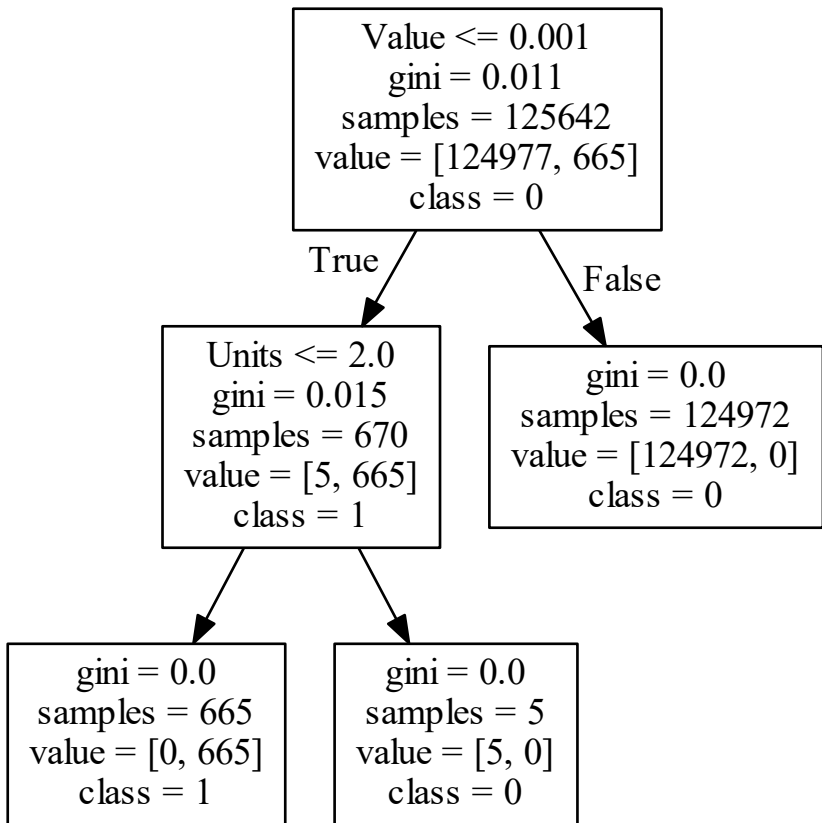 Value <= 0.001
gini = 0.011
samples = 125642
value = [124977, 665]
class = 0
True
False
Units <= 2.0
gini = 0.015
samples = 670
value = [5, 665]
class = 1
gini = 0.0
samples = 124972
value = [124972, 0]
class = 0
gini = 0.0
samples = 665
value = [0, 665]
class = 1
gini = 0.0
samples = 5
value = [5, 0]
class = 0